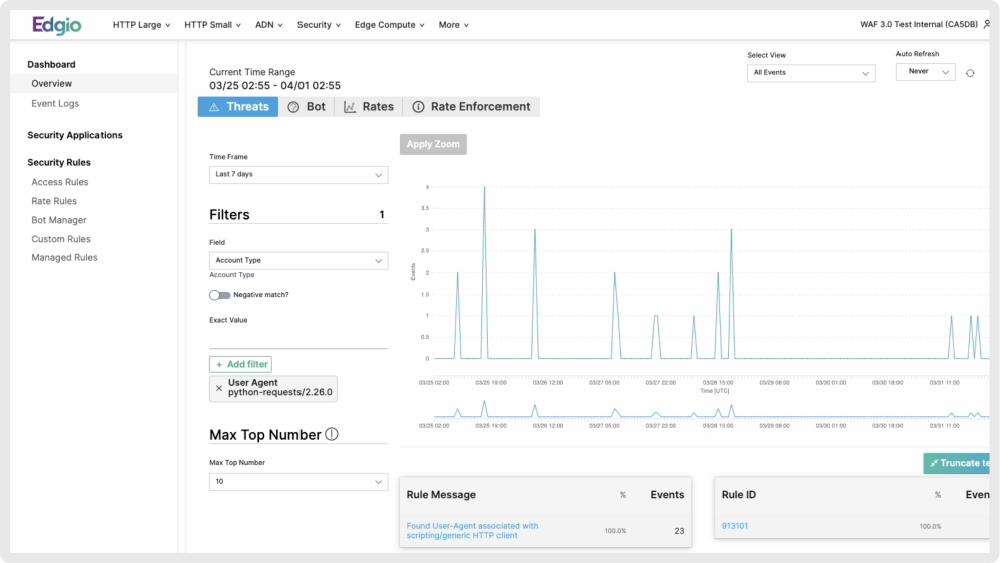 Edgio
HTTP Large
HTTP Small
ADN
Security
Edge Compute
More
WAF 3.0 Test Internal (CA5DB)
Dashboard
Overview
Event Logs
Security Applications
Security Rules
Access Rules
Rate Rules
Bot Manager
Custom Rules
Managed Rules
Current Time Range
03/25 02:55 - 04/01 02:55
Select View
All Events
Auto Refresh
Never
Threats
Bot
Rates
Rate Enforcement
Time Frame
Last 7 days
Filters
1
Field
Account Type
Account Type
Negative match?
Exact Value
+ Add filter
× User Agent
python-requests/2.26.0
Max Top Number
Max Top Number
10
Apply Zoom
Events
4
3.5
3
2.5
2
1.5
1
0.5
0
03/25 02:00
03/25 19:00
03/26 12:00
03/27 05:00
03/27 22:00
03/28 15:00
03/29 08:00
03/30 01:00
03/30 18:00
03/31 11:00
Time [UTC]
03/25 02:00
03/25 19:00
03/26 12:00
03/27 05:00
03/27 22:00
03/28 15:00
03/29 08:00
03/30 01:00
03/30 18:00
03/31 11:00
Truncate te
Rule Message
%
Events
Found User-Agent associated with
scripting/generic HTTP client
100.0%
23
Rule ID
%
Even
913101
100.0%